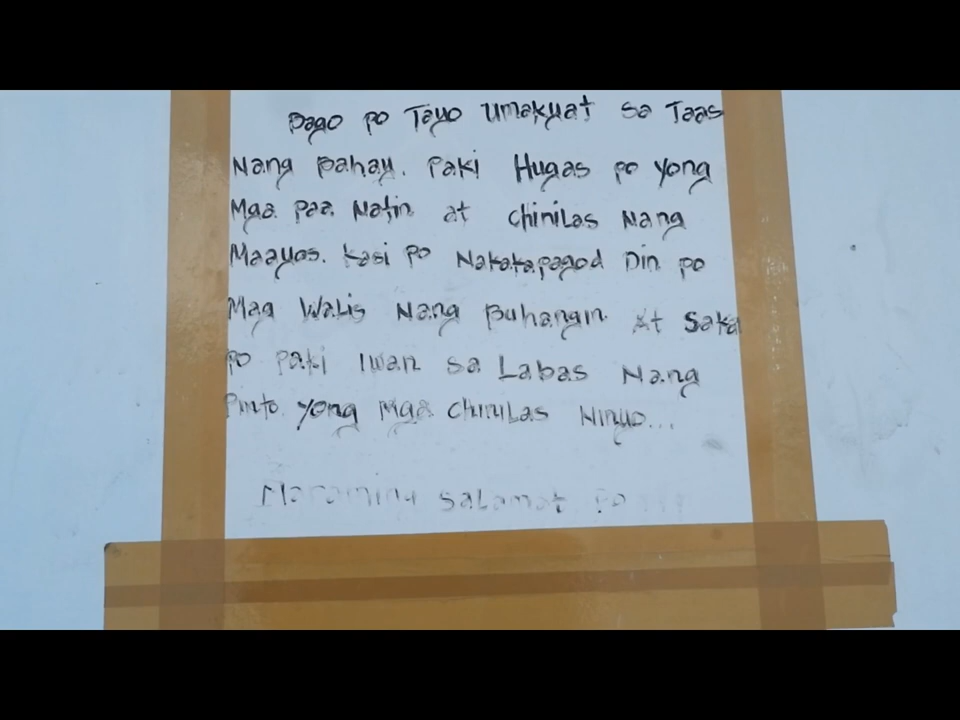 Bago po Tayo umakyat sa Taas
Nang Bahay. Paki Hugas po yong
Mga paa Natin at chiniLas Nang
Maayos. Kasi po Nakakapagod Din po
Mag WaLis Nang Buhangin. At saka
po paki Iwan sa Labas Nang
Pinto yong Mga chiniLas Ninyo...
Maraming saLamat po